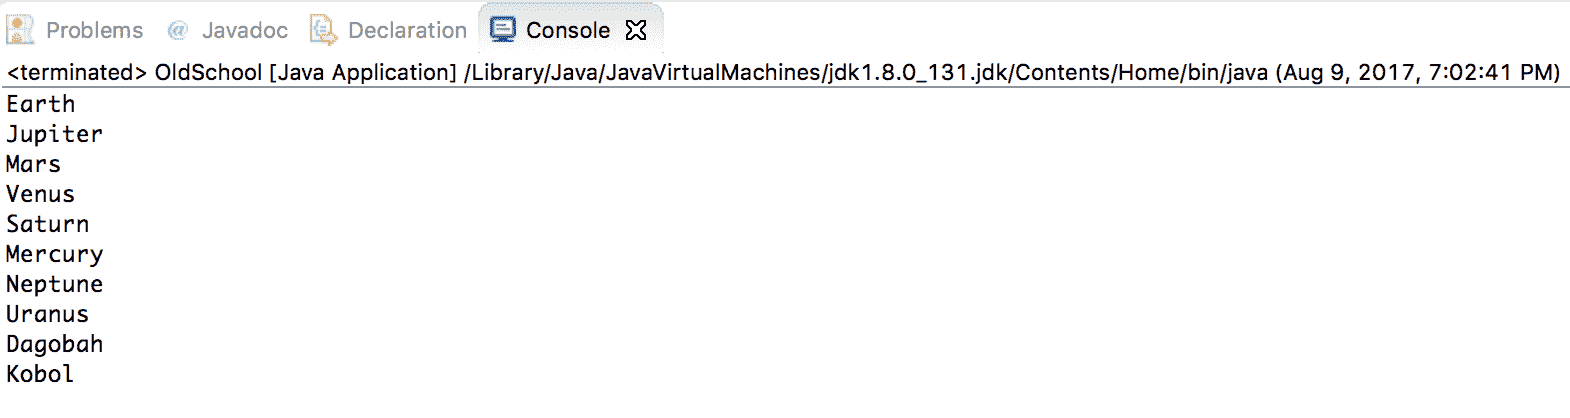 Problems @ Javadoc Declaration Console
<terminated> OldSchool [Java Application] /Library/Java/JavaVirtualMachines/jdk1.8.0_131.jdk/Contents/Home/bin/java (Aug 9, 2017, 7:02:41 PM)
Earth
Jupiter
Mars
Venus
Saturn
Mercury
Neptune
Uranus
Dagobah
Kobol